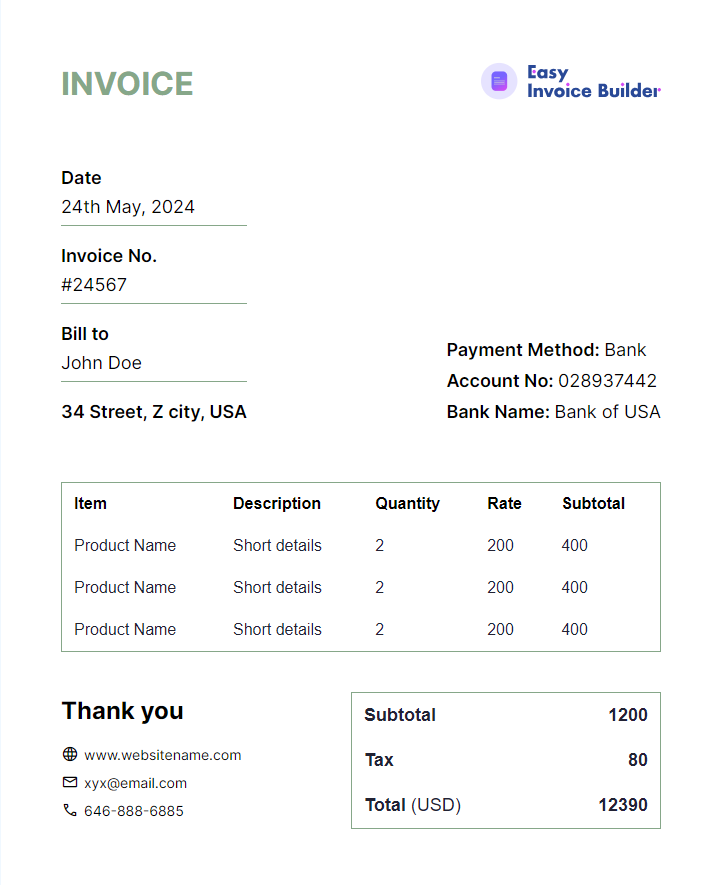 INVOICE
Easy
Invoice Builder
Date
24th May, 2024
Invoice No.
#24567
Bill to
John Doe
34 Street, Z city, USA
Payment Method: Bank
Account No: 028937442
Bank Name: Bank of USA
Item Description Quantity Rate Subtotal
Product Name Short details 2 200 400
Product Name Short details 2 200 400
Product Name Short details 2 200 400
Thank you
www.websitename.com
xyx@email.com
646-888-6885
Subtotal 1200
Tax 80
Total (USD) 12390